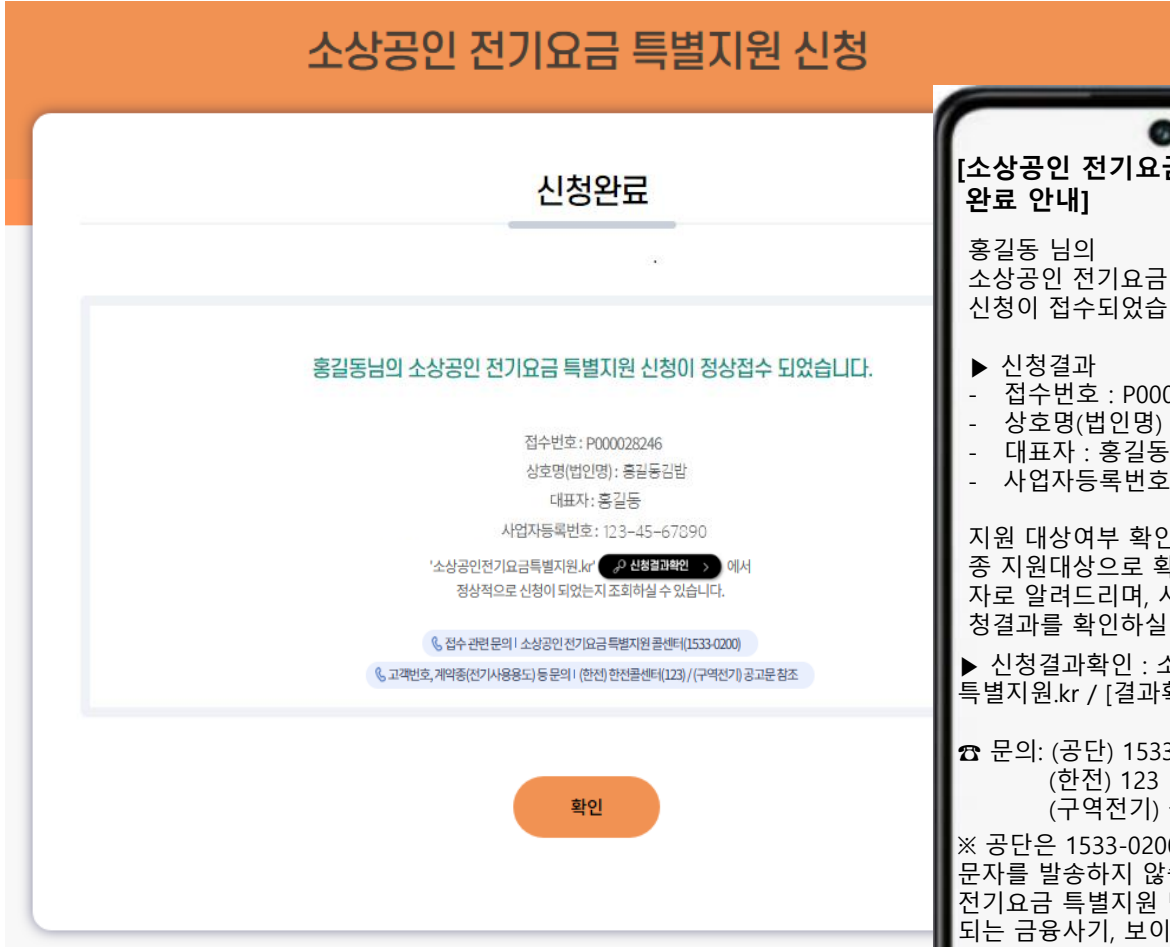 소상공인 전기요금 특별지원 신청
신청완료
.
홍길동님의 소상공인 전기요금 특별지원 신청이 정상접수 되었습니다.
접수번호 : P000028246
상호명(법인명) : 홍길동김밥
대표자 : 홍길동
사업자등록번호 : 123-45-67890
'소상공인전기요금특별지원.kr' 신청결과확인 > 에서
정상적으로 신청이 되었는지 조회하실 수 있습니다.
접수 관련 문의 | 소상공인 전기요금 특별지원 콜센터(1533-0200)
고객번호, 계약종(전기사용용도) 등 문의 | (한전) 한전콜센터(123) / (구역전기) 공고문 참조
확인
[소상공인 전기요금
완료 안내]
홍길동 님의
소상공인 전기요금
신청이 접수되었습
▶ 신청결과
- 접수번호 : P000
- 상호명(법인명)
- 대표자 : 홍길동
- 사업자등록번호
지원 대상여부 확인
종 지원대상으로 확
자로 알려드리며,
청결과를 확인하실
▶ 신청결과확인 : 소
특별지원.kr / [결과확
☎ 문의: (공단) 1533
(한전) 123
(구역전기)
※ 공단은 1533-0200
문자를 발송하지 않
전기요금 특별지원
되는 금융사기, 보이